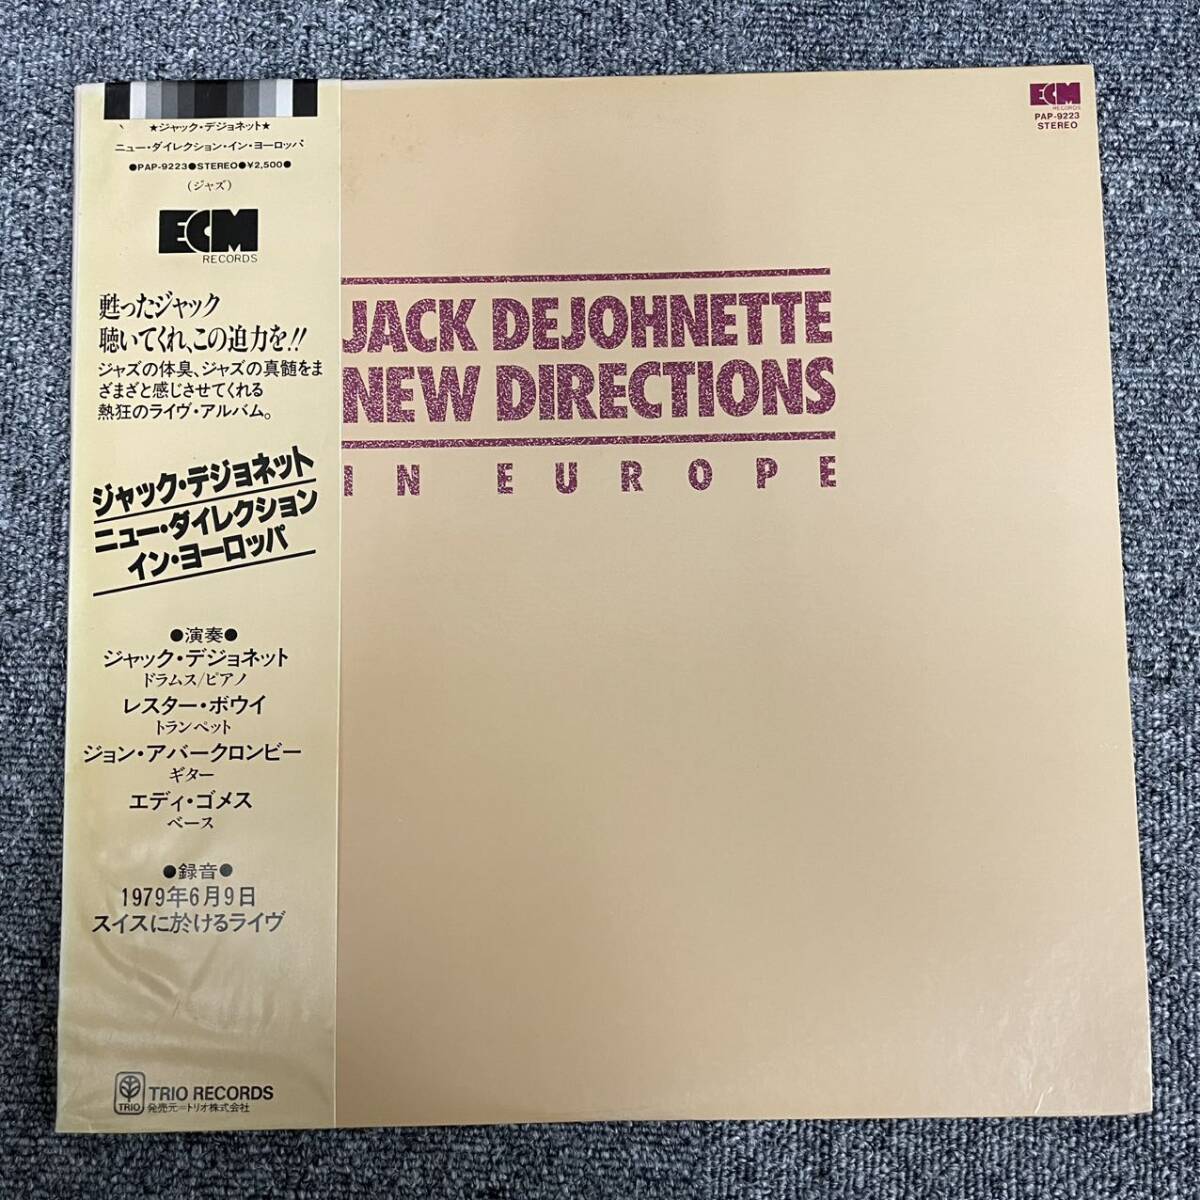 ★ジャック・デジョネット★
ニュー・ダイレクション・イン・ヨーロッパ
●PAP-9223●STEREO●¥2,500●
(ジャズ)
ECM
RECORDS
甦ったジャック
聴いてくれ、この迫力を!!
ジャズの体臭、ジャズの真髄をま
ざまざと感じさせてくれる
熱狂のライヴ・アルバム。
ジャック・デジョネット
ニュー・ダイレクション
イン・ヨーロッパ
●演奏●
ジャック・デジョネット
ドラムス/ピアノ
レスター・ボウイ
トランペット
ジョン・アバークロンビー
ギター
エディ・ゴメス
ベース
●録音●
1979年6月9日
スイスに於けるライヴ
TRIO
TRIO RECORDS
発売元=トリオ株式会社
ECM
RECORDS
PAP-9223
STEREO
JACK DEJOHNETTE
NEW DIRECTIONS
IN EUROPE